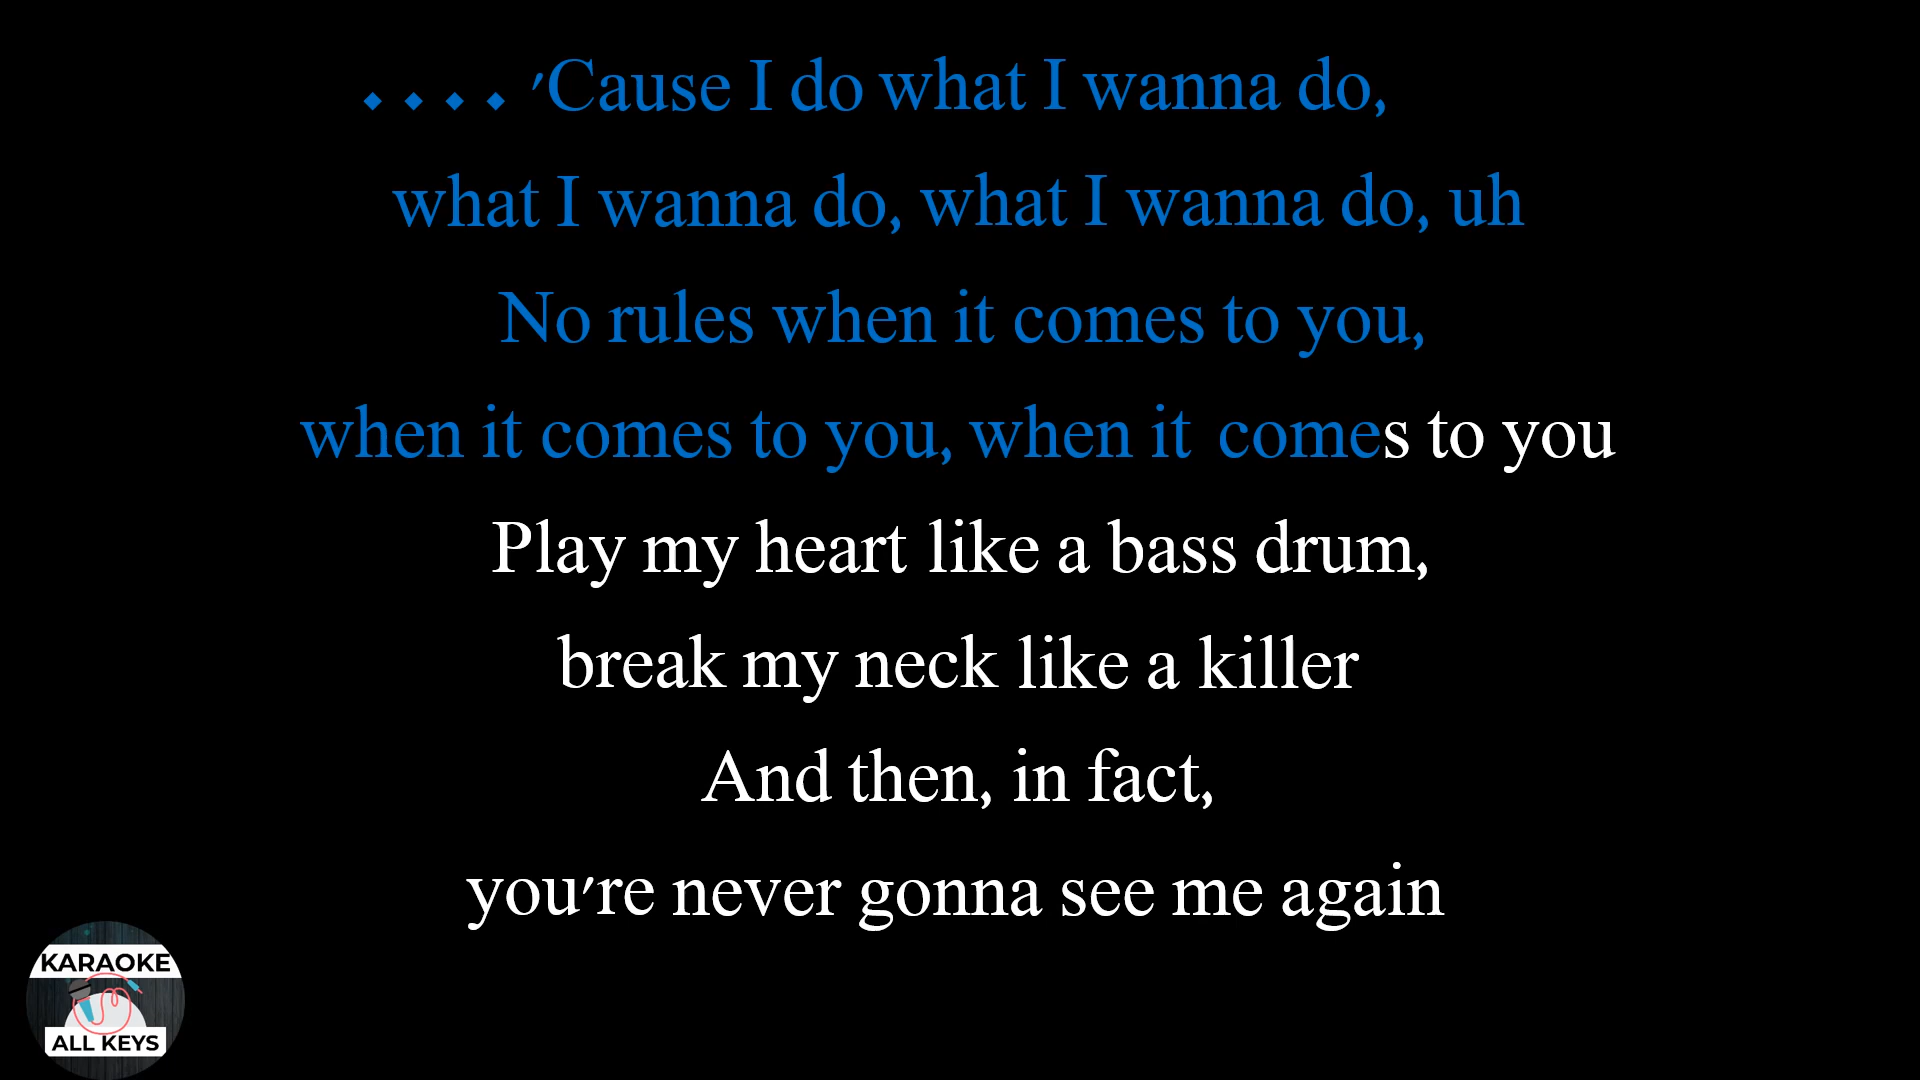 . . . . 'Cause I do what I wanna do,
what I wanna do, what I wanna do, uh
No rules when it comes to you,
when it comes to you, when it comes to you
Play my heart like a bass drum,
break my neck like a killer
And then, in fact,
you're never gonna see me again
KARAOKE
ALL KEYS